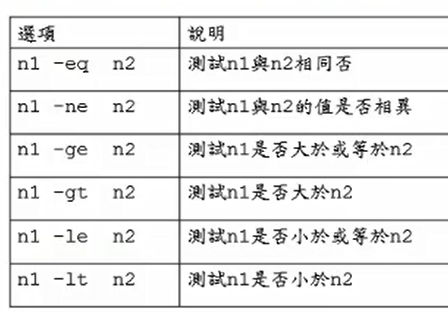 選項 說明
n1 -eq n2 測試n1與n2相同否
n1 -ne n2 測試n1與n2的值是否相異
n1 -ge n2 測試n1是否大於或等於n2
n1 -gt n2 測試n1是否大於n2
n1 -le n2 測試n1是否小於或等於n2
n1 -lt n2 測試n1是否小於n2